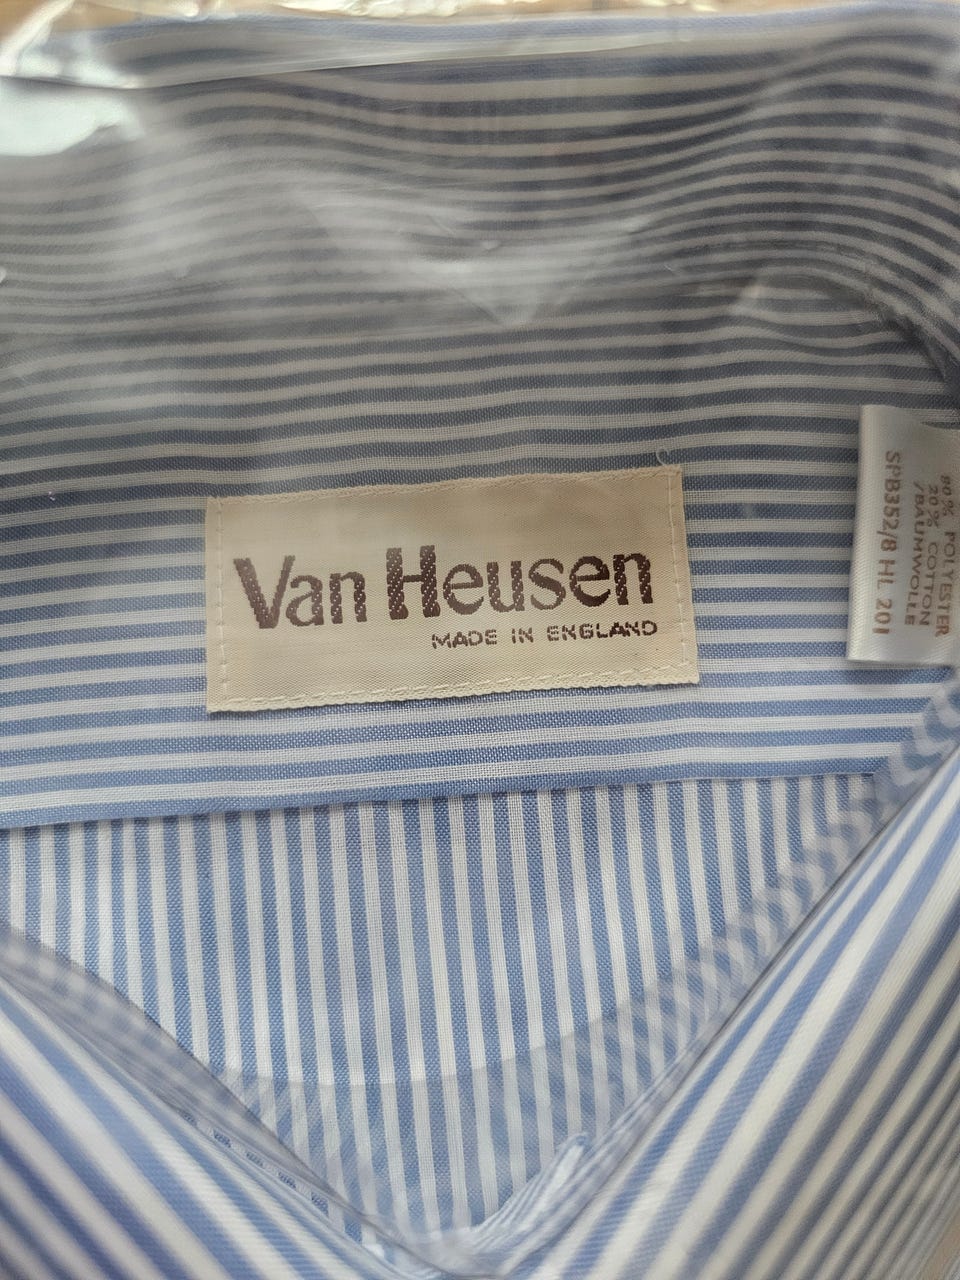 Van Heusen
MADE IN ENGLAND
80% POLYESTER
20% COTTON
/BAUMWOLLE
SPB352/8 HL 201